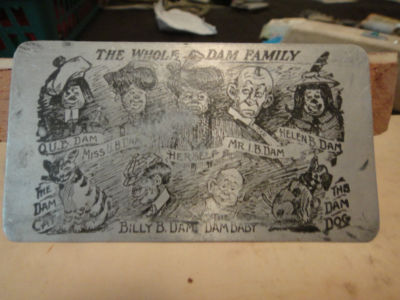 THE WHOLE DAM FAMILY
U.B. DAM
MISS U.B.
HERSELF
MR I.B. DAM
HELEN B. DAM
THE DAM CAT
BILLY B. DAM
THE DAM BABY
THE DAM DOG